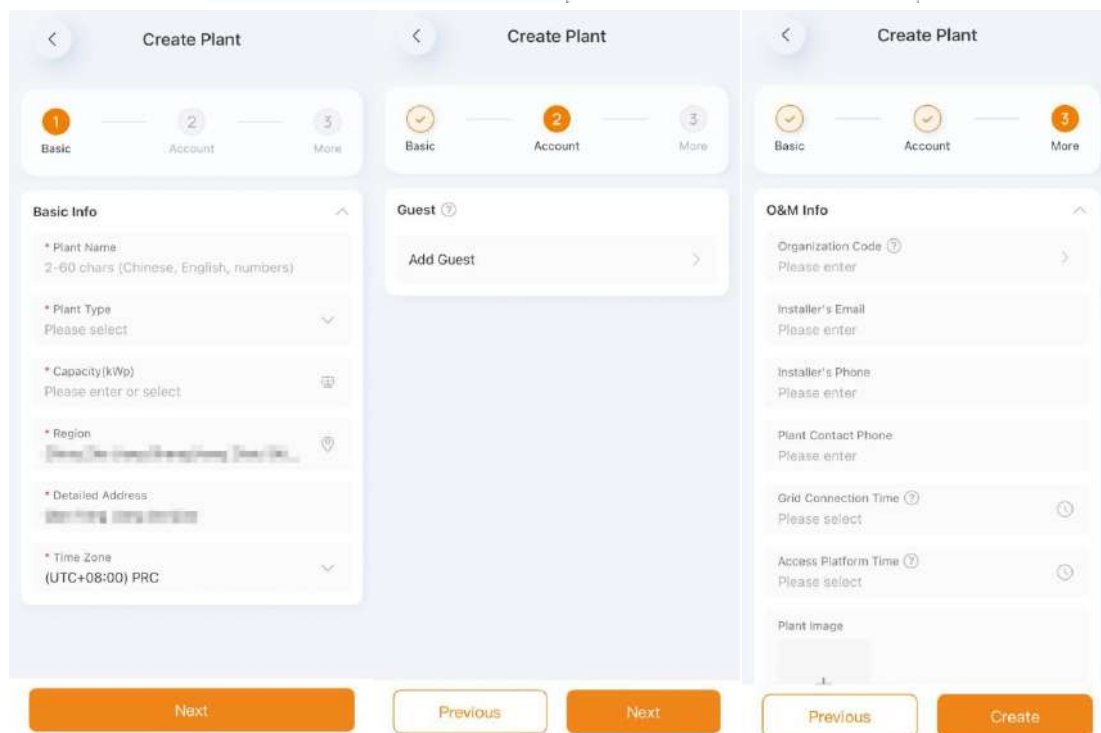 Create Plant
1
2
3
Basic
Account
More
Basic Info
* Plant Name
2-60 chars (Chinese, English, numbers)
* Plant Type
Please select
* Capacity(kWp)
Please enter or select
* Region
* Detailed Address
* Time Zone
(UTC+08:00) PRC
Next
Create Plant
2
3
Basic
Account
More
Guest ?
Add Guest
Previous
Next
Create Plant
3
Basic
Account
More
O&M Info
Organization Code ?
Please enter
Installer's Email
Please enter
Installer's Phone
Please enter
Plant Contact Phone
Please enter
Grid Connection Time ?
Please select
Access Platform Time ?
Please select
Plant Image
Previous
Create